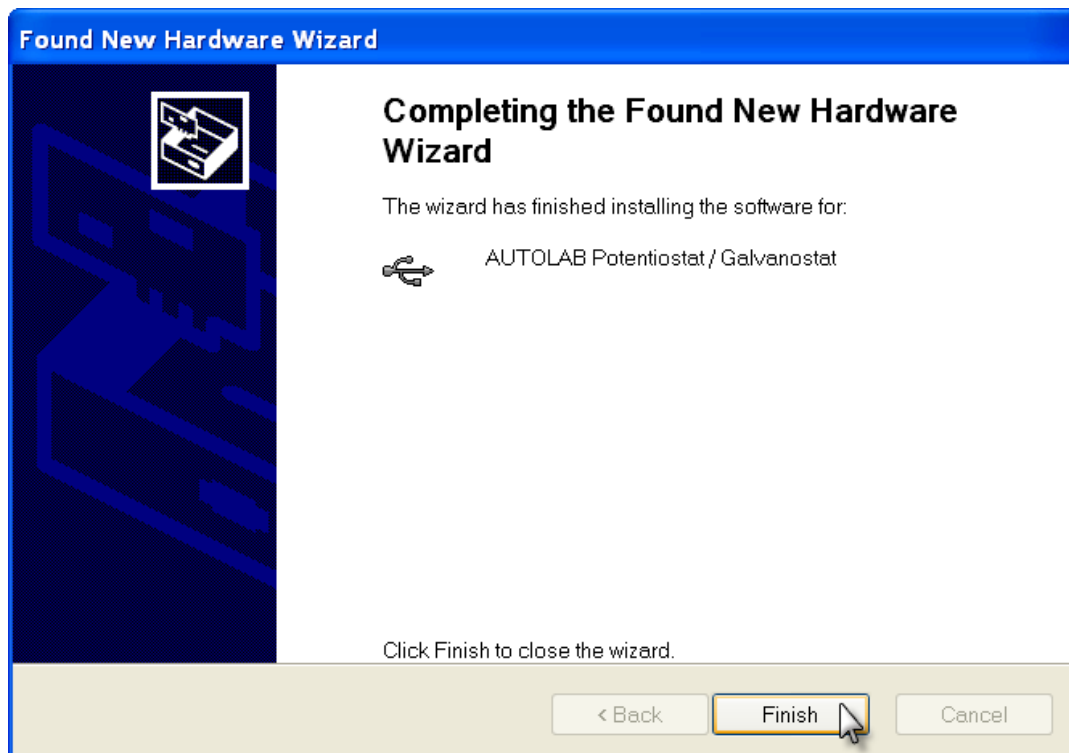 Found New Hardware Wizard
Completing the Found New Hardware
Wizard
The wizard has finished installing the software for:
AUTOLAB Potentiostat / Galvanostat
Click Finish to close the wizard.
< Back
Finish
Cancel